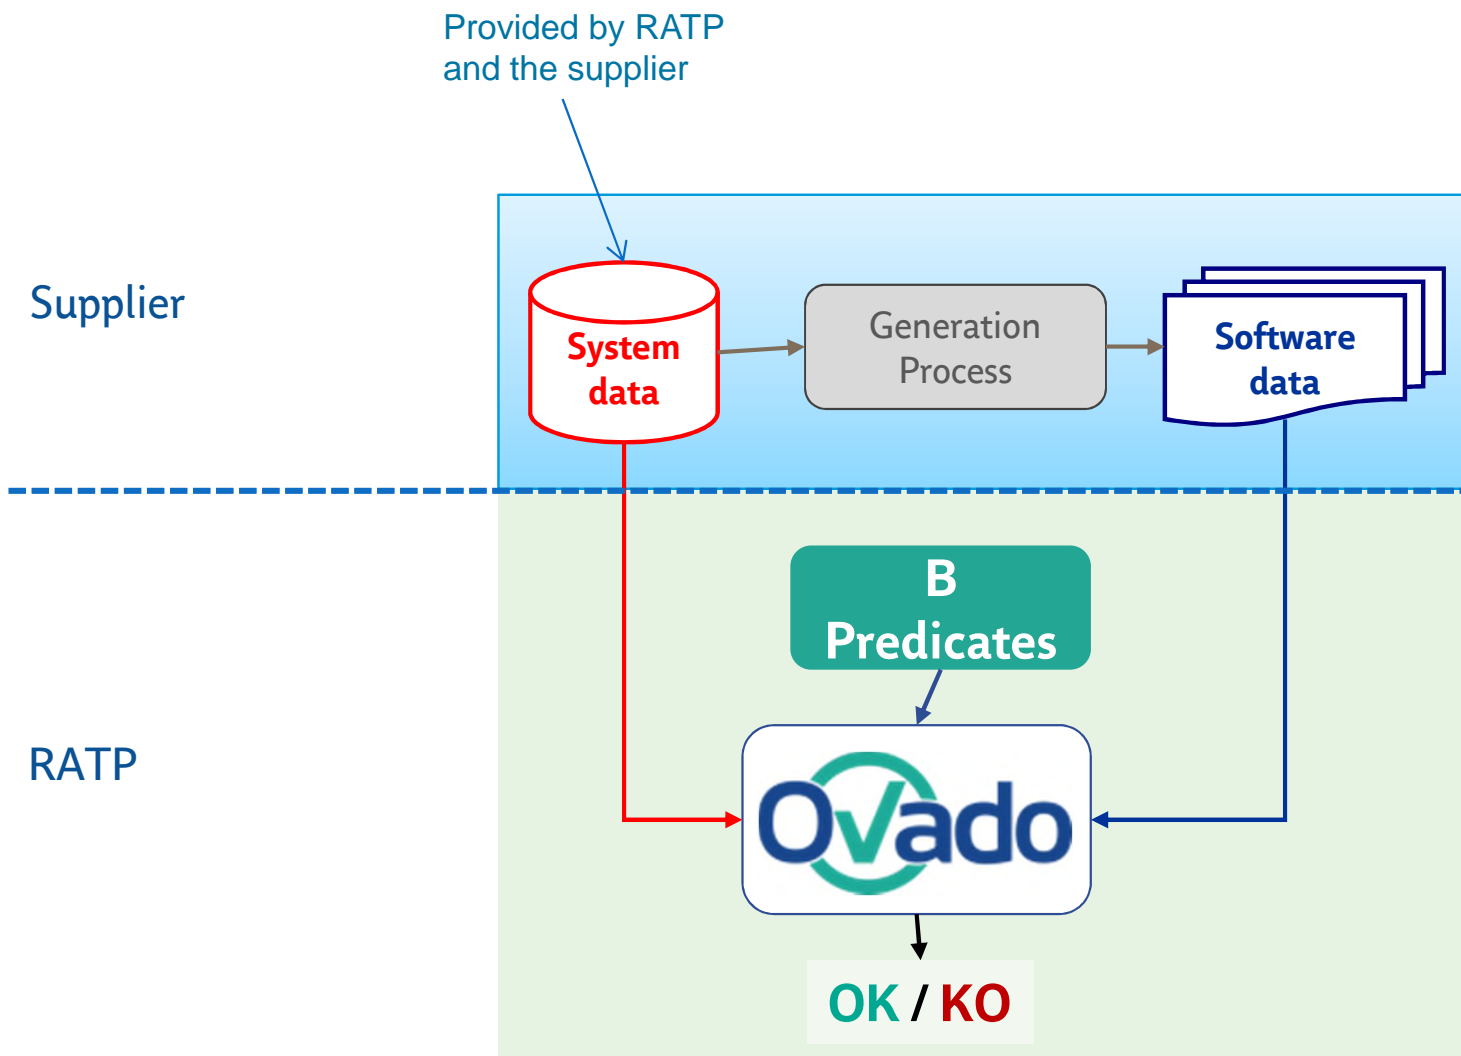 Provided by RATP
and the supplier
Supplier
System
data
Generation
Process
Software
data
B
Predicates
RATP
Ovado
OK / KO